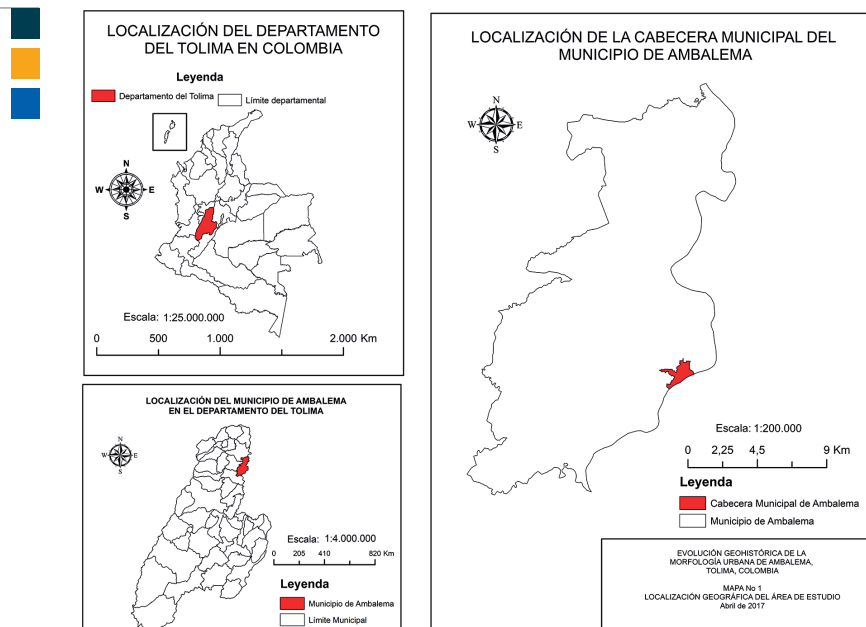 LOCALIZACIÓN DEL DEPARTAMENTO
DEL TOLIMA EN COLOMBIA
Leyenda
Departamento del Tolima
Límite departamental
N
W
E
S
Escala: 1:25.000.000
0 500 1.000 2.000 Km
LOCALIZACIÓN DEL MUNICIPIO DE AMBALEMA
EN EL DEPARTAMENTO DEL TOLIMA
N
W
E
S
Escala: 1:4.000.000
0 205 410 820 Km
Leyenda
Municipio de Ambalema
Límite Municipal
LOCALIZACIÓN DE LA CABECERA MUNICIPAL DEL
MUNICIPIO DE AMBALEMA
N
W
E
S
Escala: 1:200.000
0 2,25 4,5 9 Km
Leyenda
Cabecera Municipal de Ambalema
Municipio de Ambalema
EVOLUCIÓN GEOHISTÓRICA DE LA
MORFOLOGÍA URBANA DE AMBALEMA,
TOLIMA, COLOMBIA
MAPA No 1
LOCALIZACIÓN GEOGRÁFICA DEL ÁREA DE ESTUDIO
Abril de 2017